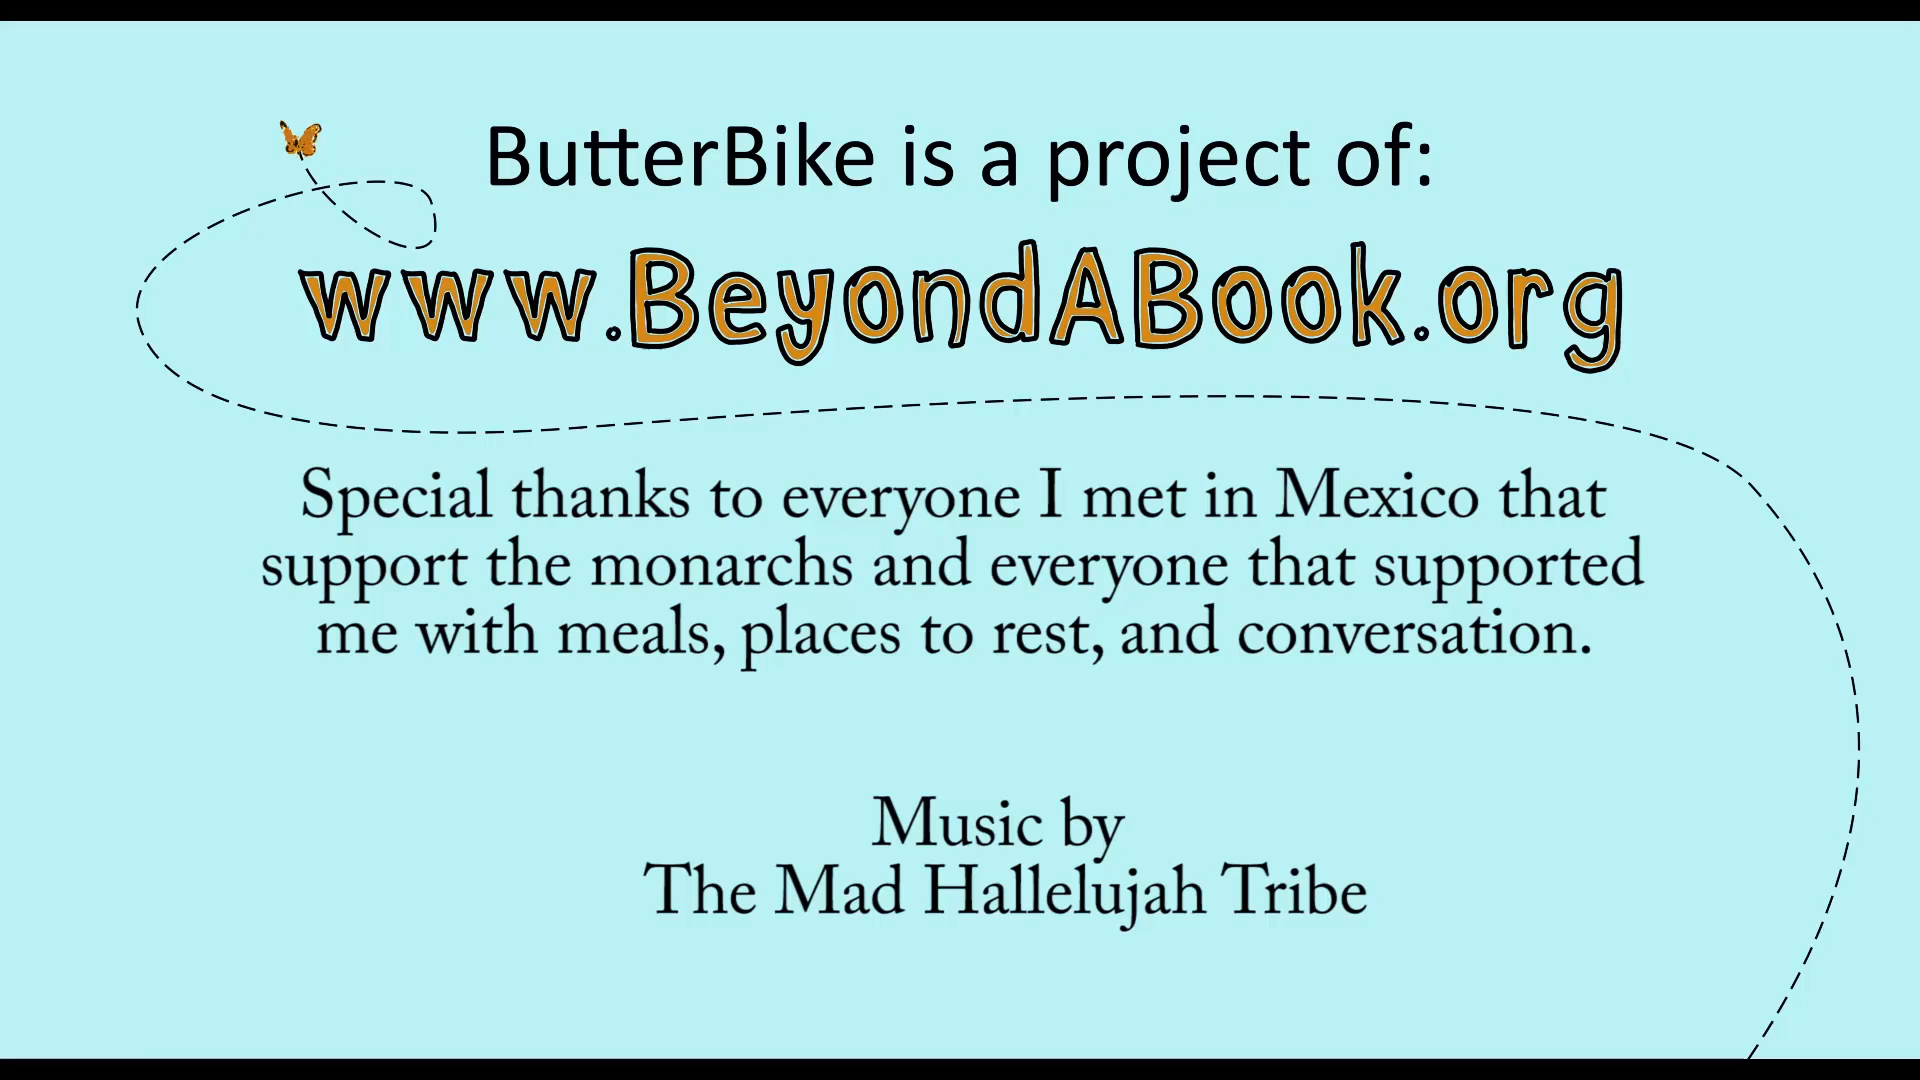 ButterBike is a project of:
www.BeyondABook.org
Special thanks to everyone I met in Mexico that
support the monarchs and everyone that supported
me with meals, places to rest, and conversation.
Music by
The Mad Hallelujah Tribe